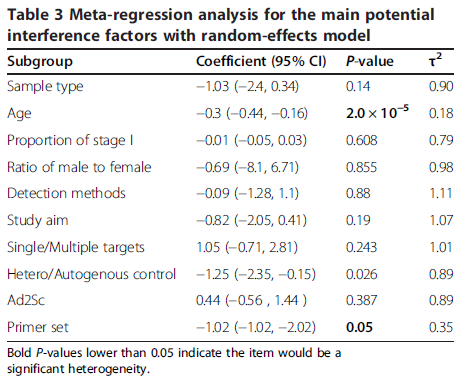 Table 3 Meta-regression analysis for the main potential
interference factors with random-effects model
Subgroup Coefficient (95% CI) P-value τ²
Sample type −1.03 (−2.4, 0.34) 0.14 0.90
Age −0.3 (−0.44, −0.16) 2.0 × 10⁻⁵ 0.18
Proportion of stage I −0.01 (−0.05, 0.03) 0.608 0.79
Ratio of male to female −0.69 (−8.1, 6.71) 0.855 0.98
Detection methods −0.09 (−1.28, 1.1) 0.88 1.11
Study aim −0.82 (−2.05, 0.41) 0.19 1.07
Single/Multiple targets 1.05 (−0.71, 2.81) 0.243 1.01
Hetero/Autogenous control −1.25 (−2.35, −0.15) 0.026 0.89
Ad2Sc 0.44 (−0.56 , 1.44 ) 0.387 0.89
Primer set −1.02 (−1.02, −2.02) 0.05 0.35
Bold P-values lower than 0.05 indicate the item would be a
significant heterogeneity.